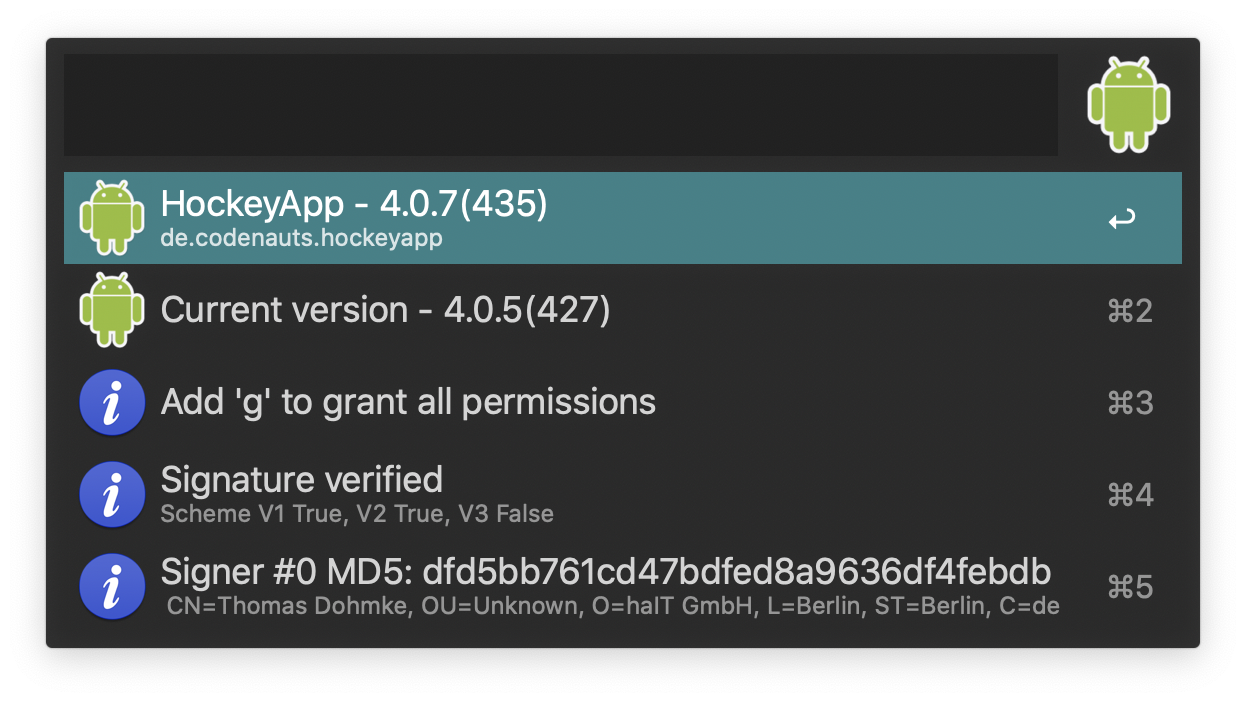 HockeyApp - 4.0.7(435)
de.codenauts.hockeyapp
Current version - 4.0.5(427)
⌘2
Add 'g' to grant all permissions
⌘3
Signature verified
Scheme V1 True, V2 True, V3 False
⌘4
Signer #0 MD5: dfd5bb761cd47bdfed8a9636df4febdb
CN=Thomas Dohmke, OU=Unknown, O=haIT GmbH, L=Berlin, ST=Berlin, C=de
⌘5